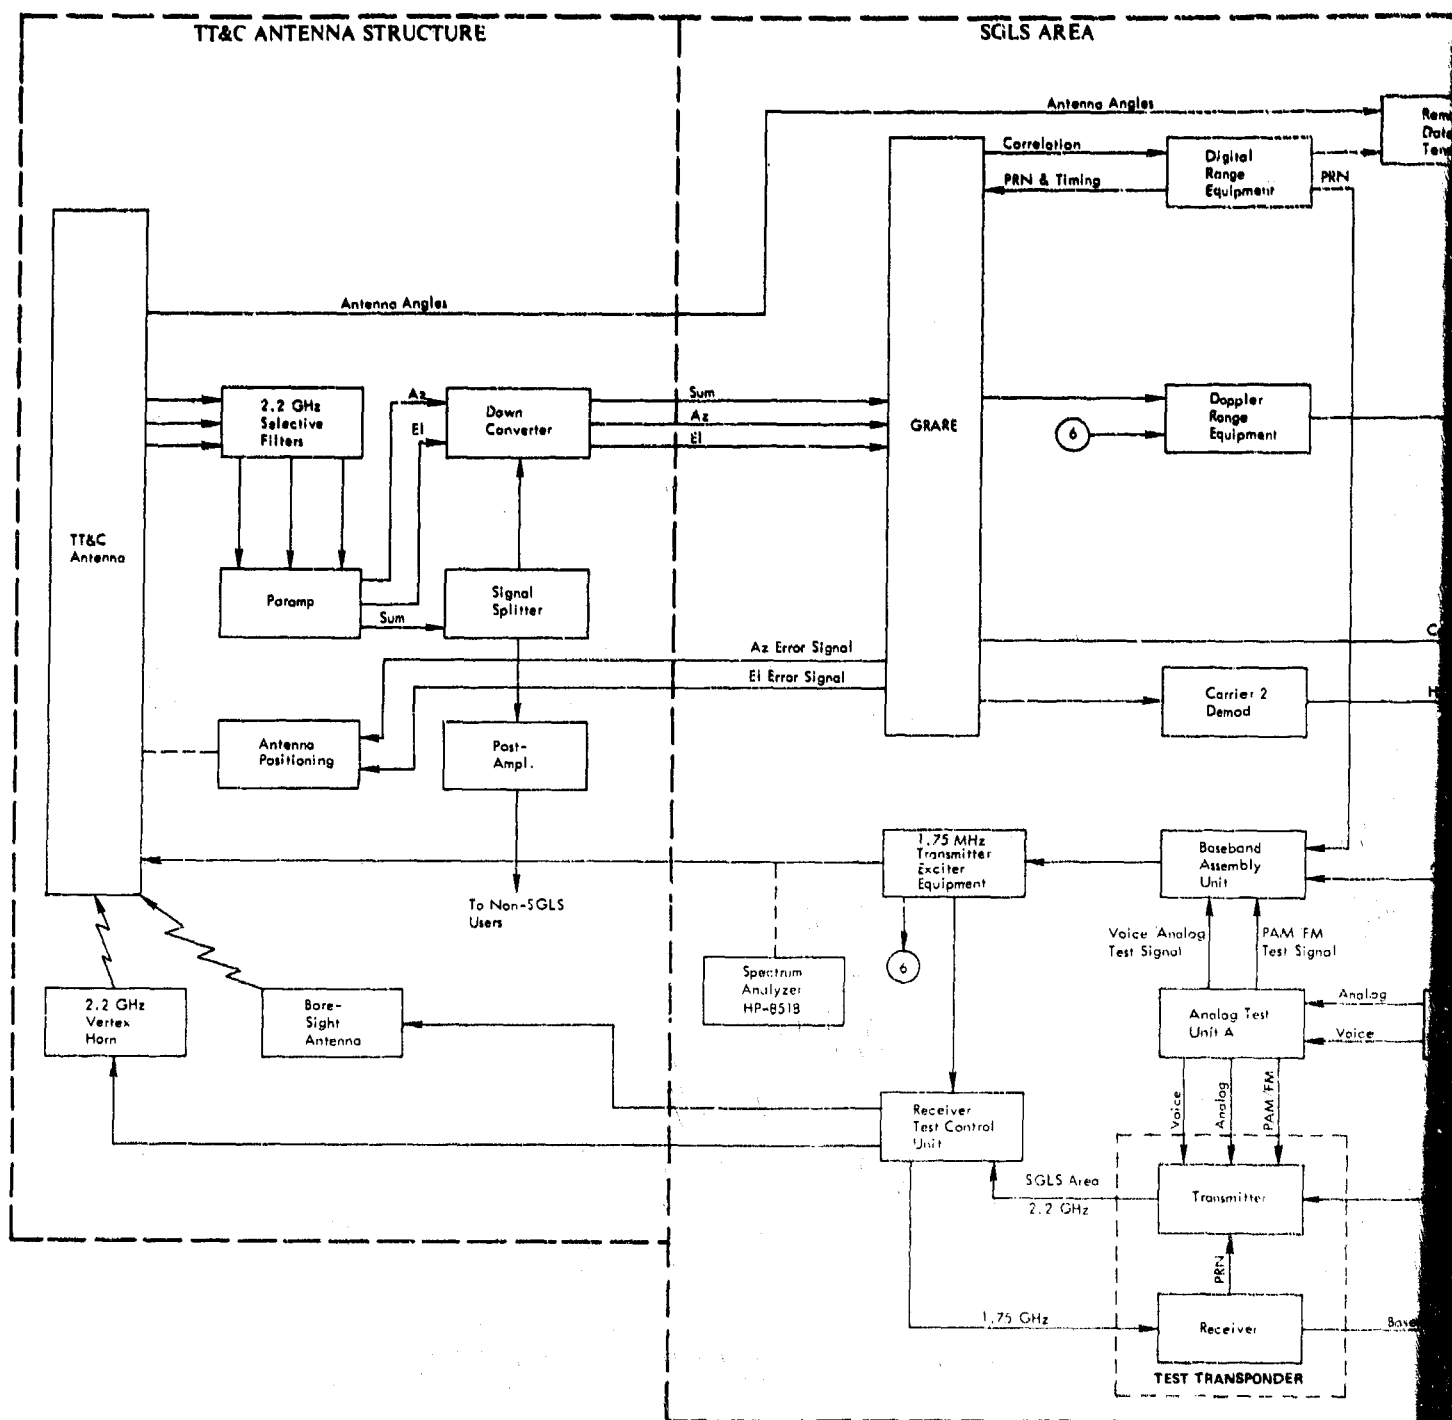 TT&C ANTENNA STRUCTURE
SGLS AREA
Antenna Angles
Correlation
PRN & Timing
Digital
Range
Equipment
PRN
Antenna Angles
TT&C
Antenna
2.2 GHz
Selective
Filters
Az
El
Down
Converter
Sum
Az
El
GRARE
6
Doppler
Range
Equipment
Paramp
Sum
Signal
Splitter
Az Error Signal
El Error Signal
Carrier 2
Demod
Antenna
Positioning
Post-
Ampl.
To Non-SGLS
Users
1.75 MHz
Transmitter
Exciter
Equipment
Baseband
Assembly
Unit
6
Voice/Analog
Test Signal
PAM/FM
Test Signal
Spectrum
Analyzer
HP-851B
2.2 GHz
Vertex
Horn
Bore-
Sight
Antenna
Analog Test
Unit A
Analog
Voice
Voice
Analog
PAM/FM
Receiver
Test Control
Unit
SGLS Area
2.2 GHz
Transmitter
PRN
1.75 GHz
Receiver
TEST TRANSPONDER